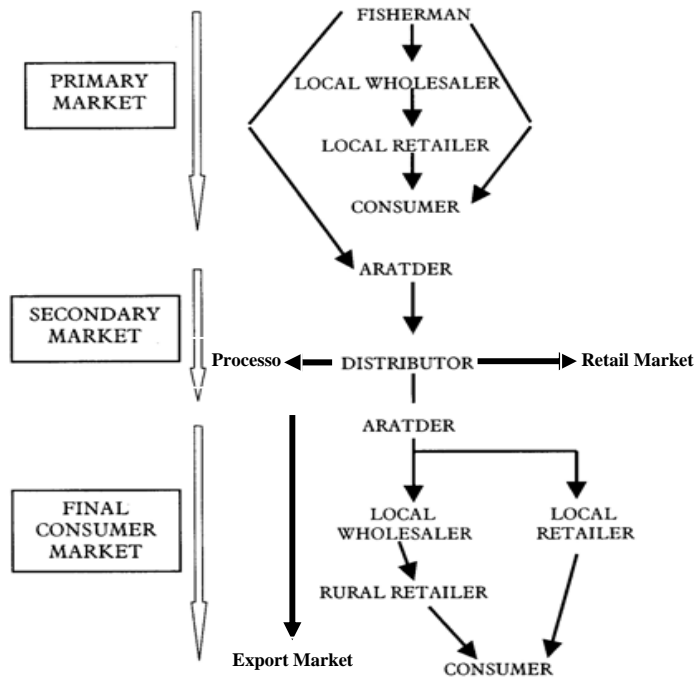 FISHERMAN
PRIMARY
MARKET
LOCAL WHOLESALER
LOCAL RETAILER
CONSUMER
ARATDER
SECONDARY
MARKET
Processo
DISTRIBUTOR
Retail Market
ARATDER
FINAL
CONSUMER
MARKET
LOCAL
WHOLESALER
LOCAL
RETAILER
RURAL RETAILER
Export Market
CONSUMER